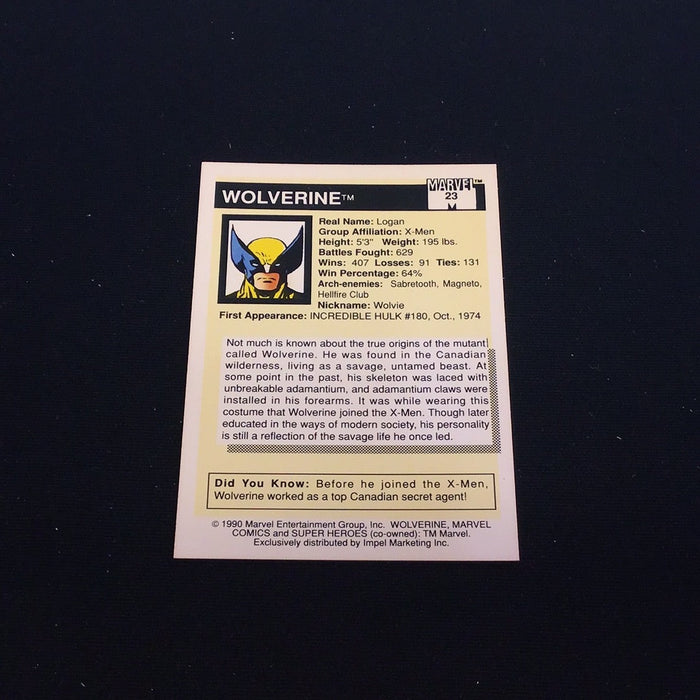 WOLVERINE™
MARVEL™
23
Real Name: Logan
Group Affiliation: X-Men
Height: 5'3" Weight: 195 lbs.
Battles Fought: 629
Wins: 407 Losses: 91 Ties: 131
Win Percentage: 64%
Arch-enemies: Sabretooth, Magneto,
Hellfire Club
Nickname: Wolvie
First Appearance: INCREDIBLE HULK #180, Oct., 1974
Not much is known about the true origins of the mutant
called Wolverine. He was found in the Canadian
wilderness, living as a savage, untamed beast. At
some point in the past, his skeleton was laced with
unbreakable adamantium, and adamantium claws were
installed in his forearms. It was while wearing this
costume that Wolverine joined the X-Men. Though later
educated in the ways of modern society, his personality
is still a reflection of the savage life he once led.
Did You Know: Before he joined the X-Men,
Wolverine worked as a top Canadian secret agent!
© 1990 Marvel Entertainment Group, Inc. WOLVERINE, MARVEL
COMICS and SUPER HEROES (co-owned): TM Marvel.
Exclusively distributed by Impel Marketing Inc.